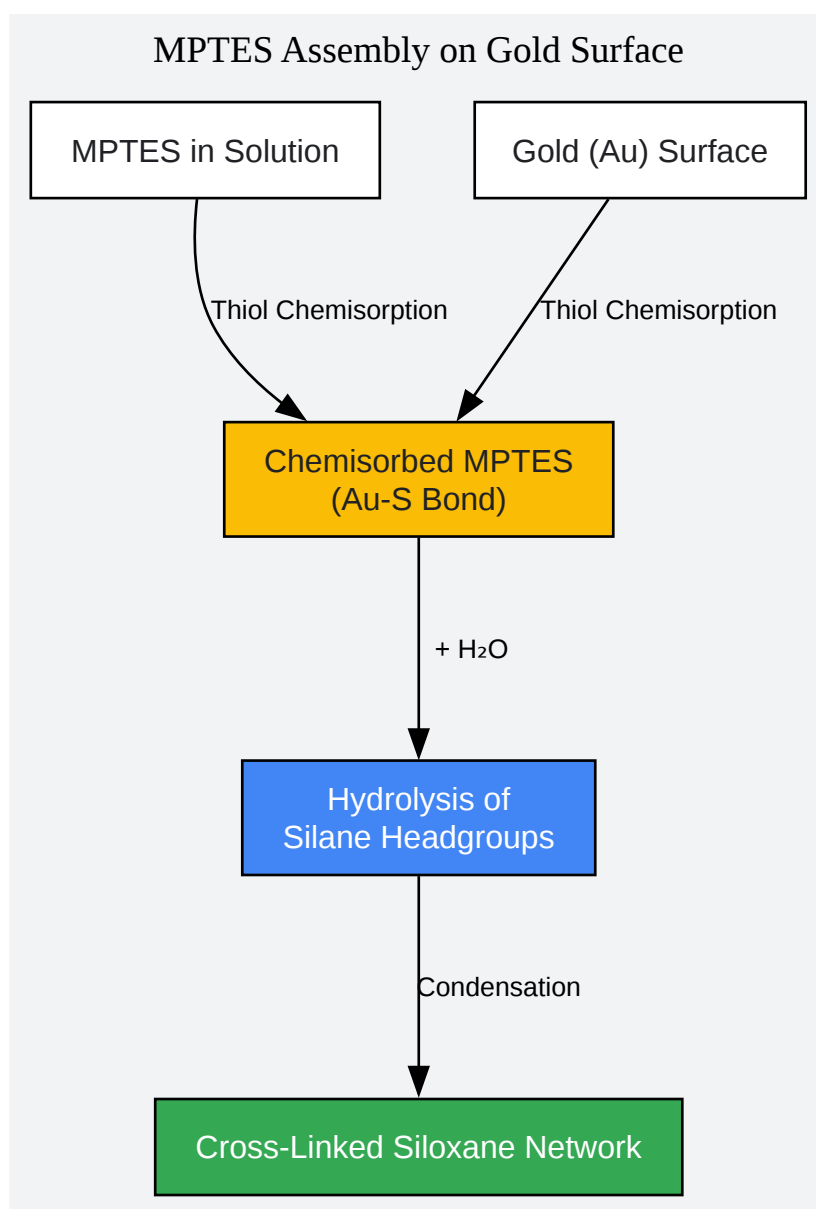 MPTES Assembly on Gold Surface
MPTES in Solution
Gold (Au) Surface
Thiol Chemisorption
Thiol Chemisorption
Chemisorbed MPTES
(Au-S Bond)
+ H₂O
Hydrolysis of
Silane Headgroups
Condensation
Cross-Linked Siloxane Network